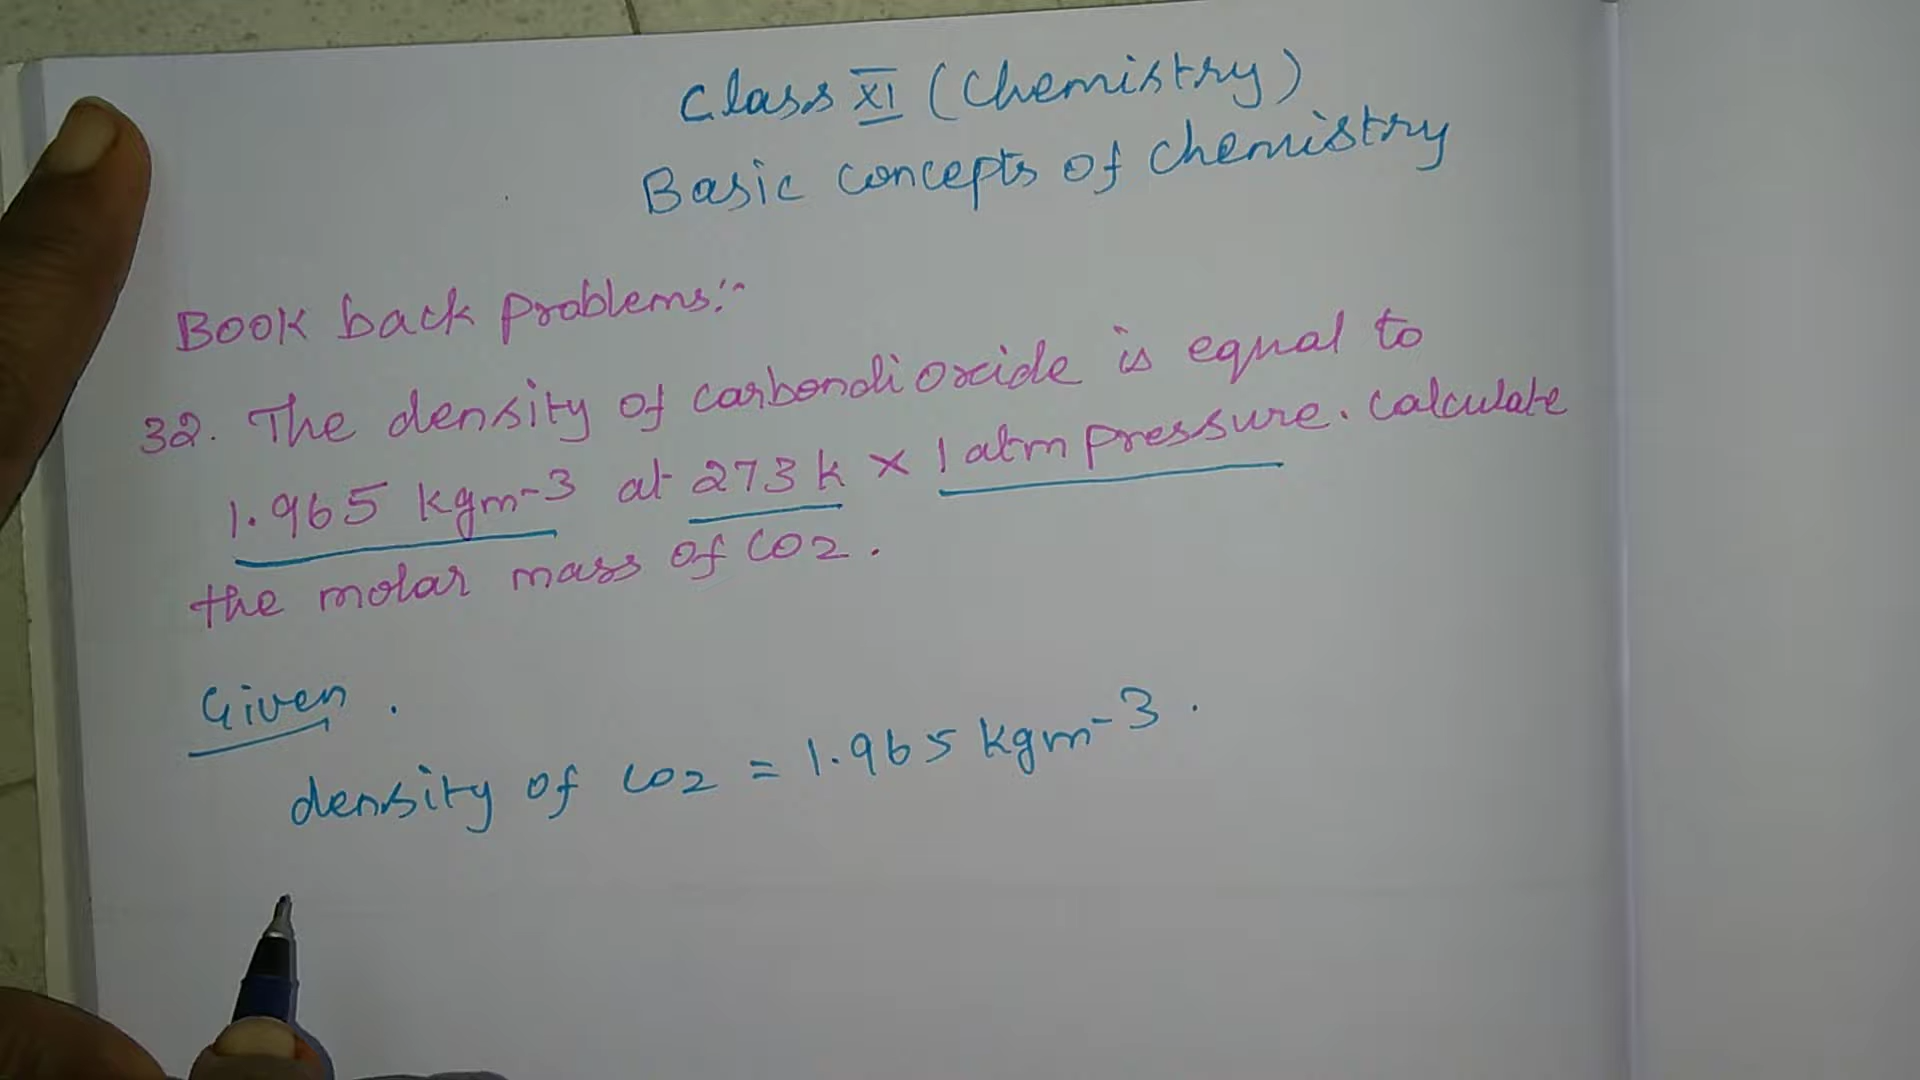 Class XI (Chemistry)
Basic concepts of chemistry
Book back problems:-
32. The density of carbondioxide is equal to
1.965 kgm-3 at 273 k × 1 atm pressure. Calculate
the molar mass of CO2.
Given.
density of CO2 = 1.965 kgm-3.